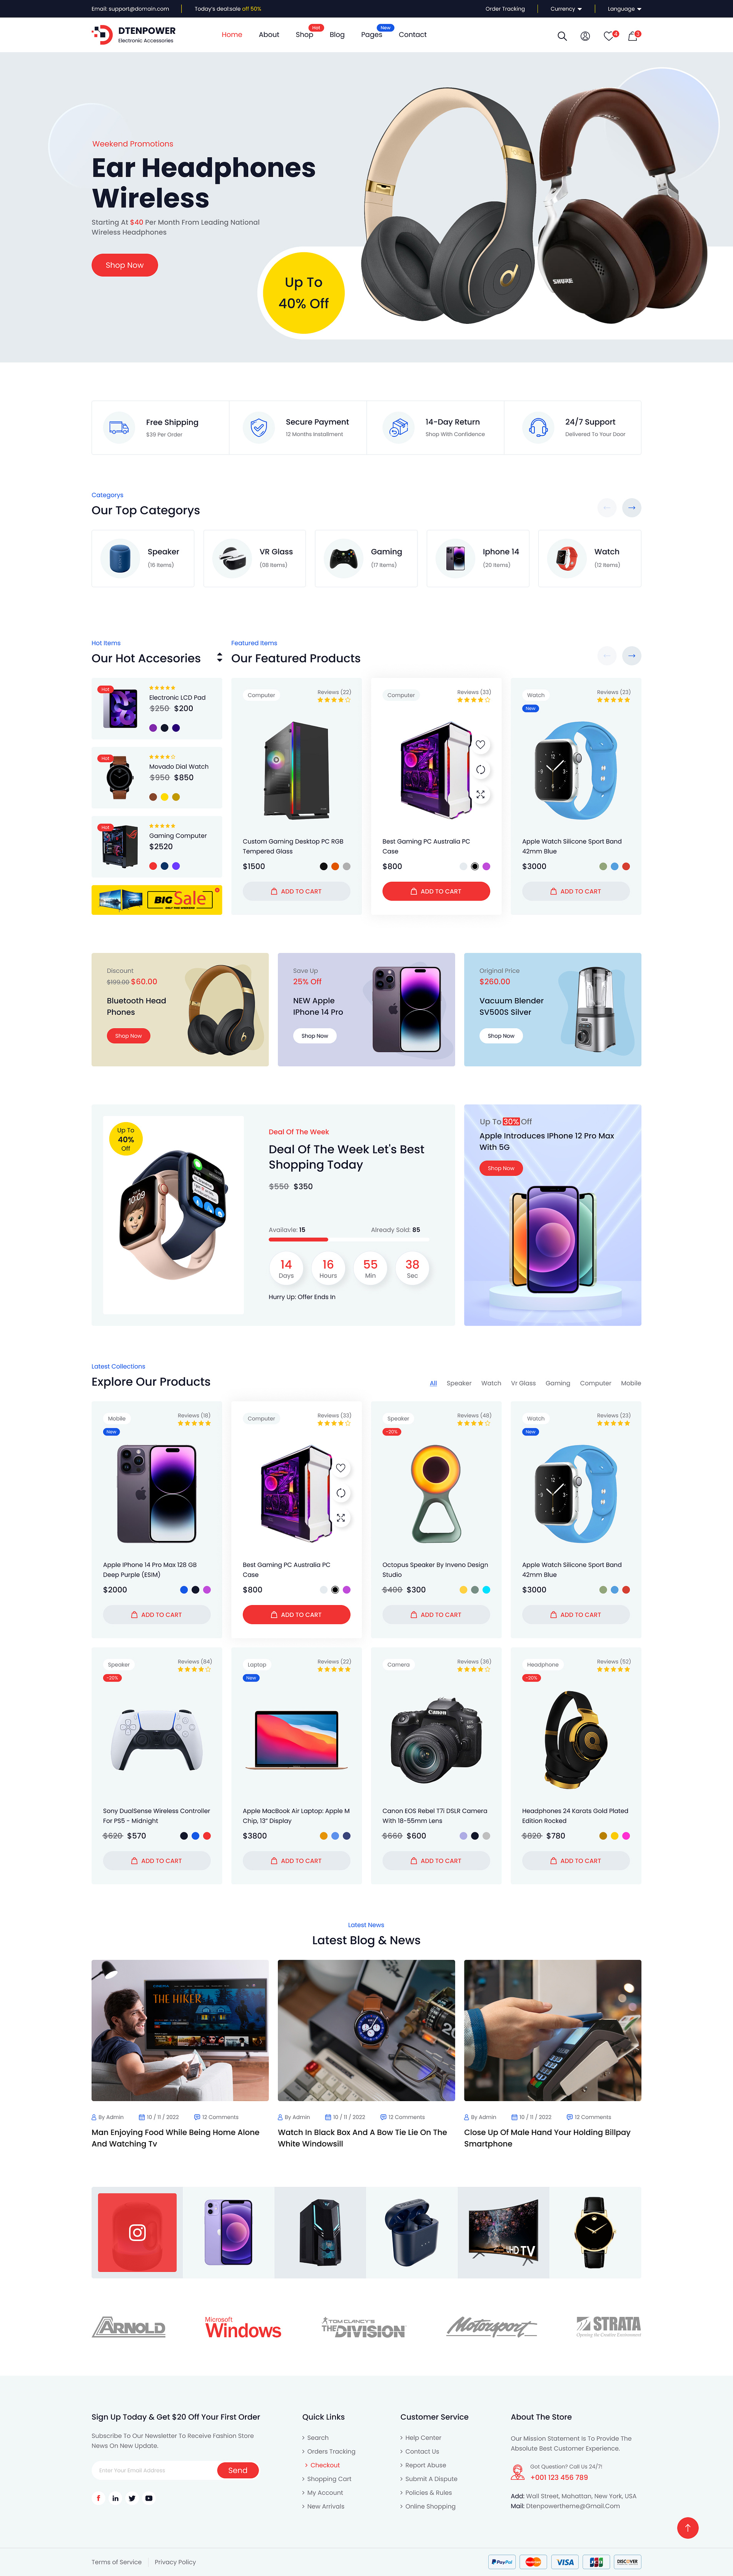 Email: support@domain.com
Today's deal:sale off 50%
Order Tracking
Currency
Language
DTENPOWER
Electronic Accessories
Home
About
Shop
Hot
Blog
Pages
New
Contact
4
3
Weekend Promotions
Ear Headphones
Wireless
Starting At $40 Per Month From Leading National
Wireless Headphones
Shop Now
Up To
40% Off
SHURE
Free Shipping
$39 Per Order
Secure Payment
12 Months Installment
14-Day Return
Shop With Confidence
24/7 Support
Delivered To Your Door
Categorys
Our Top Categorys
Speaker
(16 Items)
VR Glass
(08 Items)
Gaming
(17 Items)
Iphone 14
(20 Items)
Watch
(12 Items)
Hot Items
Our Hot Accesories
Featured Items
Our Featured Products
Hot
Electronic LCD Pad
$250 $200
Hot
Movado Dial Watch
$950 $850
Hot
Gaming Computer
$2520
BIG Sale
Computer
Reviews (22)
Custom Gaming Desktop PC RGB
Tempered Glass
$1500
ADD TO CART
Computer
Reviews (33)
Best Gaming PC Australia PC
Case
$800
ADD TO CART
Watch
Reviews (23)
New
Apple Watch Silicone Sport Band
42mm Blue
$3000
ADD TO CART
Discount
$199.00 $60.00
Bluetooth Head
Phones
Shop Now
Save Up
25% Off
NEW Apple
IPhone 14 Pro
Shop Now
Original Price
$260.00
Vacuum Blender
SV500S Silver
Shop Now
Up To
40%
Off
10:09
Deal Of The Week
Deal Of The Week Let's Best
Shopping Today
$550 $350
Availavie: 15
Already Sold: 85
14
Days
16
Hours
55
Min
38
Sec
Hurry Up: Offer Ends In
Up To 30% Off
Apple Introduces IPhone 12 Pro Max
With 5G
Shop Now
Latest Collections
Explore Our Products
All
Speaker
Watch
Vr Glass
Gaming
Computer
Mobile
Mobile
Reviews (18)
New
Apple IPhone 14 Pro Max 128 GB
Deep Purple (ESIM)
$2000
ADD TO CART
Computer
Reviews (33)
Best Gaming PC Australia PC
Case
$800
ADD TO CART
Speaker
Reviews (48)
-20%
Octopus Speaker By Inveno Design
Studio
$400 $300
ADD TO CART
Watch
Reviews (23)
New
Apple Watch Silicone Sport Band
42mm Blue
$3000
ADD TO CART
Speaker
Reviews (94)
-20%
Sony DualSense Wireless Controller
For PS5 - Midnight
$620 $570
ADD TO CART
Laptop
Reviews (22)
New
Apple MacBook Air Laptop: Apple M
Chip, 13" Display
$3800
ADD TO CART
Camera
Reviews (36)
Canon
Canon EOS Rebel T7i DSLR Camera
With 18-55mm Lens
$660 $600
ADD TO CART
Headphone
Reviews (52)
-20%
Headphones 24 Karats Gold Plated
Edition Rocked
$820 $780
ADD TO CART
Latest News
Latest Blog & News
THE HIKER
By Admin
10 / 11 / 2022
12 Comments
Man Enjoying Food While Being Home Alone
And Watching Tv
By Admin
10 / 11 / 2022
12 Comments
Watch In Black Box And A Bow Tie Lie On The
White Windowsill
By Admin
10 / 11 / 2022
12 Comments
Close Up Of Male Hand Your Holding Billpay
Smartphone
HDTV
ARNOLD
Microsoft
Windows
TOM CLANCY'S
THE DIVISION
Motorsport
STRATA
Opening the Creative Environment
Sign Up Today & Get $20 Off Your First Order
Subscribe To Our Newsletter To Receive Fashion Store
News On New Update.
Enter Your Email Address
Send
Quick Links
Search
Orders Tracking
Checkout
Shopping Cart
My Account
New Arrivals
Customer Service
Help Center
Contact Us
Report Abuse
Submit A Dispute
Policies & Rules
Online Shopping
About The Store
Our Mission Statement Is To Provide The
Absolute Best Customer Experience.
Got Question? Call Us 24/7!
+001 123 456 789
Add: Wall Street, Mahattan, New York, USA
Mail: Dtenpowertheme@Gmail.Com
Terms of Service
Privacy Policy
PayPal
MasterCard
VISA
JCB
DISCOVER